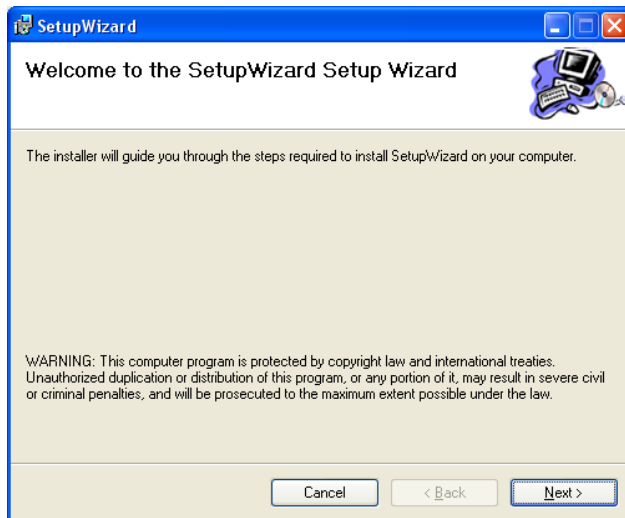 SetupWizard
Welcome to the SetupWizard Setup Wizard
The installer will guide you through the steps required to install SetupWizard on your computer.
WARNING: This computer program is protected by copyright law and international treaties.
Unauthorized duplication or distribution of this program, or any portion of it, may result in severe civil
or criminal penalties, and will be prosecuted to the maximum extent possible under the law.
Cancel < Back Next >